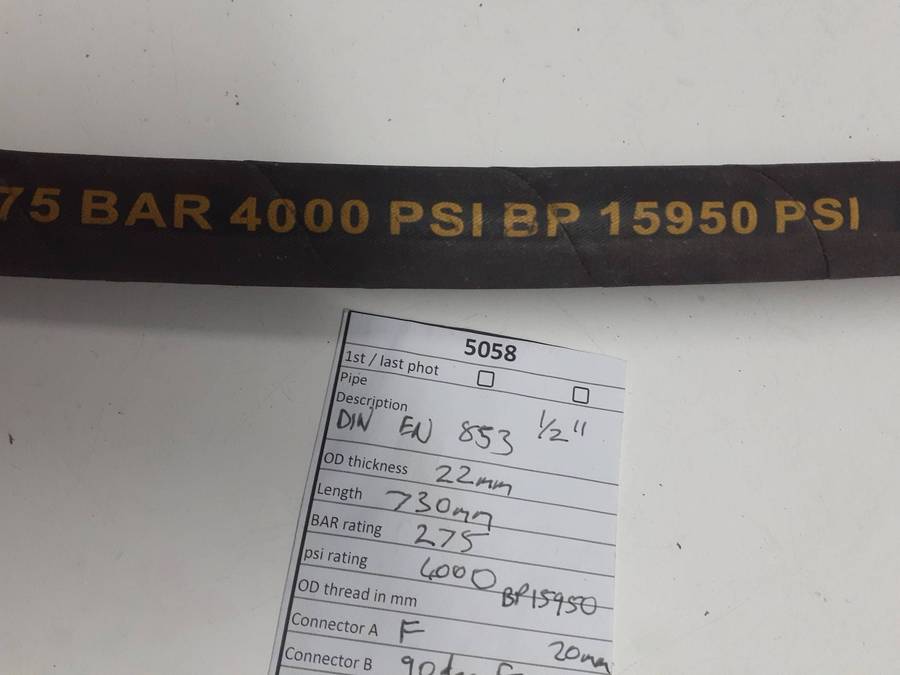 75 BAR 4000 PSI BP 15950 PSI
5058
1st / last phot
Pipe
Description
DIN EN 853 1/2"
OD thickness 22mm
Length 730mm
BAR rating 275
psi rating 4000 BP15950
OD thread in mm 20mm
Connector A F
Connector B